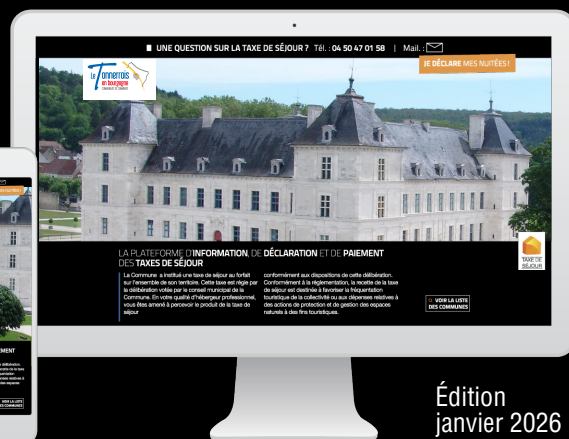 UNE QUESTION SUR LA TAXE DE SÉJOUR ? Tél. : 04 50 47 01 58 | Mail. :
JE DÉCLARE MES NUITÉES !
Le Tonnerrois
en bourgogne
LA PLATEFORME D'INFORMATION, DE DÉCLARATION ET DE PAIEMENT
DES TAXES DE SÉJOUR
La Commune a institué une taxe de séjour au forfait
sur l'ensemble de son territoire. Cette taxe est régie par
la délibération votée par le conseil municipal de la
Commune. En votre qualité d'hébergeur professionnel,
vous êtes amené à percevoir le produit de la taxe de
séjour
conformément aux dispositions de cette délibération.
Conformément à la réglementation, la recette de la taxe
de séjour est destinée à favoriser la fréquentation
touristique de la collectivité ou aux dépenses relatives à
des actions de protection et de gestion des espaces
naturels à des fins touristiques.
TAXE DE
SÉJOUR
VOIR LA LISTE
DES COMMUNES
VOIR LA LISTE
DES COMMUNES
Édition
janvier 2026